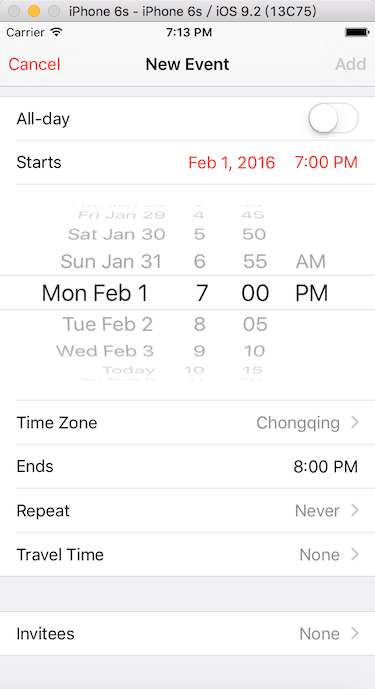 iPhone 6s - iPhone 6s / iOS 9.2 (13C75)
Carrier 7:13 PM
Cancel New Event Add
All-day
Starts Feb 1, 2016 7:00 PM
Fri Jan 29 4 45
Sat Jan 30 5 50
Sun Jan 31 6 55 AM
Mon Feb 1 7 00 PM
Tue Feb 2 8 05
Wed Feb 3 9 10
Today 10 15
Time Zone Chongqing
Ends 8:00 PM
Repeat Never
Travel Time None
Invitees None